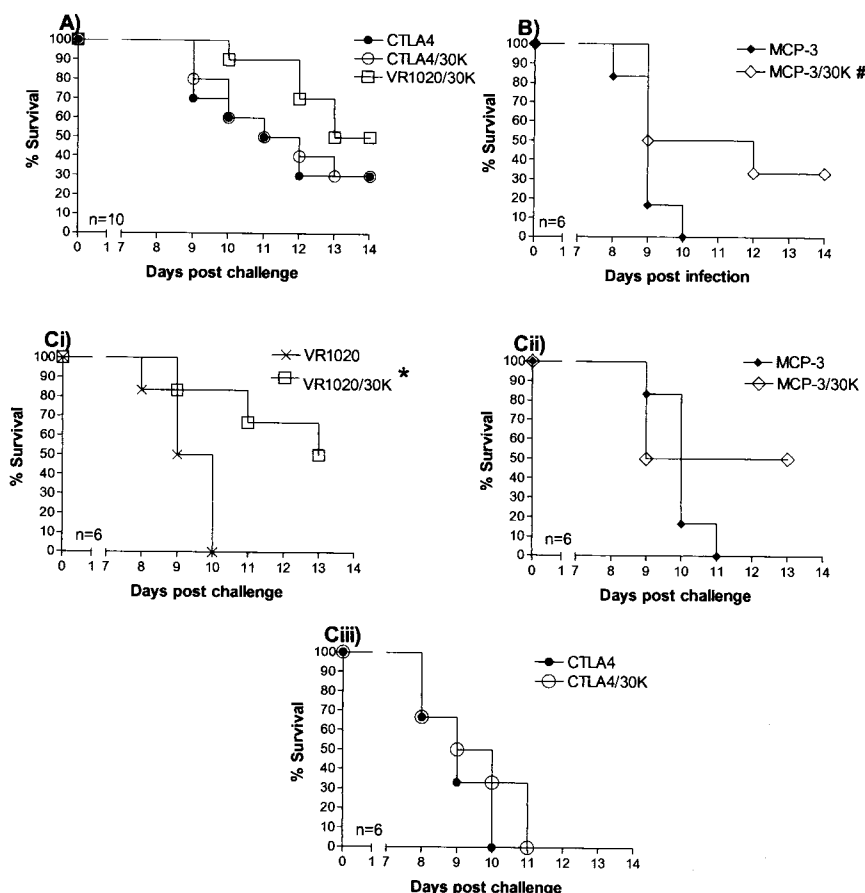 A)
CTLA4
CTLA4/30K
VR1020/30K
% Survival
100
90
80
70
60
50
40
30
20
10
0
n=10
0 1 7 8 9 10 11 12 13 14
Days post challenge
B)
MCP-3
MCP-3/30K #
% Survival
100
90
80
70
60
50
40
30
20
10
0
n=6
0 1 7 8 9 10 11 12 13 14
Days post infection
Ci)
VR1020
VR1020/30K *
% Survival
100
90
80
70
60
50
40
30
20
10
0
n=6
0 1 7 8 9 10 11 12 13 14
Days post challenge
Cii)
MCP-3
MCP-3/30K
% Survival
100
90
80
70
60
50
40
30
20
10
0
n=6
0 1 7 8 9 10 11 12 13 14
Days post challenge
Ciii)
CTLA4
CTLA4/30K
% Survival
100
90
80
70
60
50
40
30
20
10
0
n=6
0 1 7 8 9 10 11 12 13 14
Days post challenge